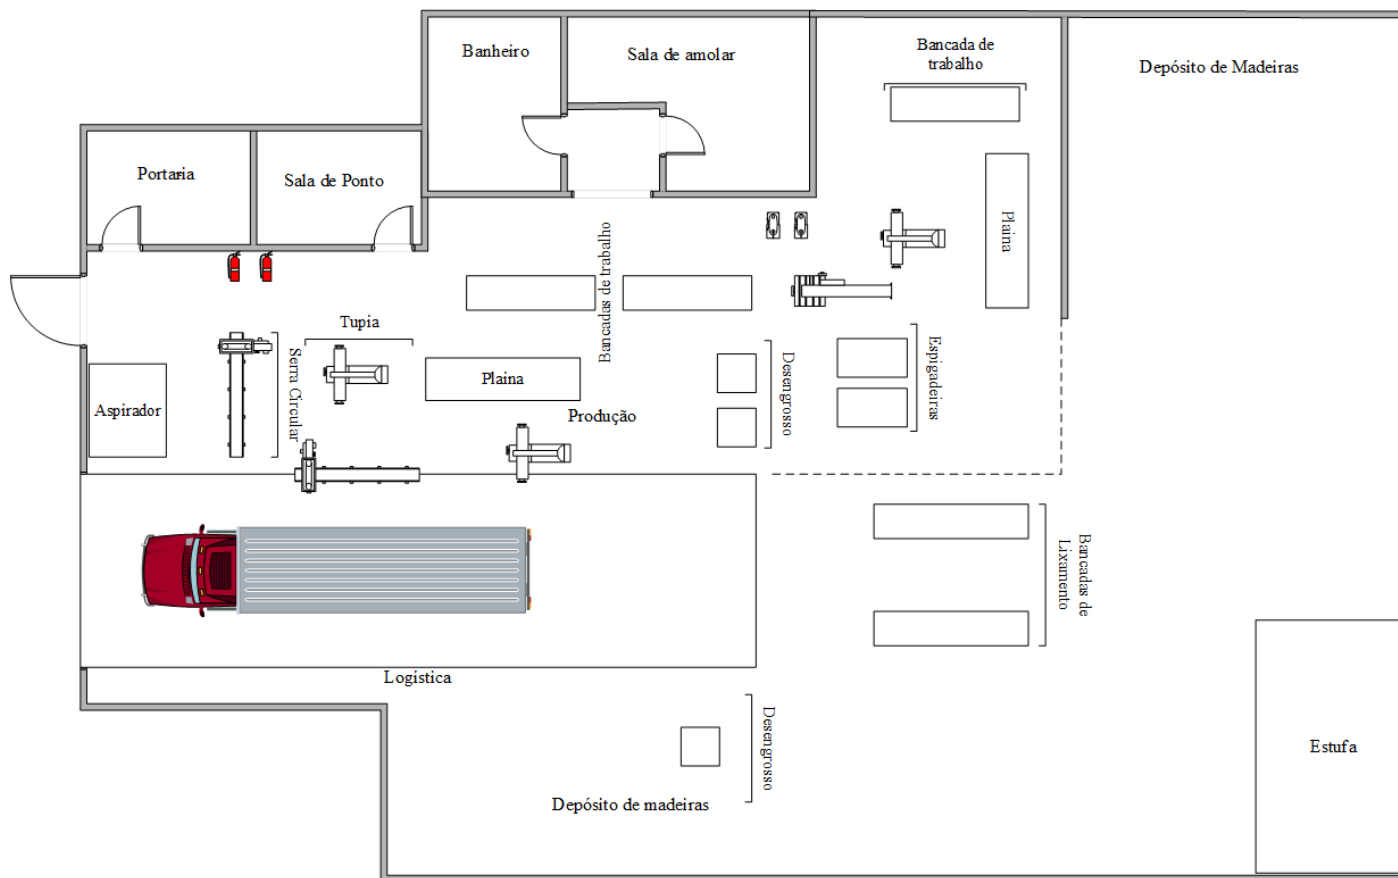 Banheiro
Sala de amolar
Bancada de
trabalho
Depósito de Madeiras
Portaria
Sala de Ponto
Plaina
Bancadas de trabalho
Tupia
Serra Circular
Aspirador
Plaina
Produção
Desengrosso
Espigadeiras
Bancadas de
Lixamento
Logística
Desengrosso
Depósito de madeiras
Estufa